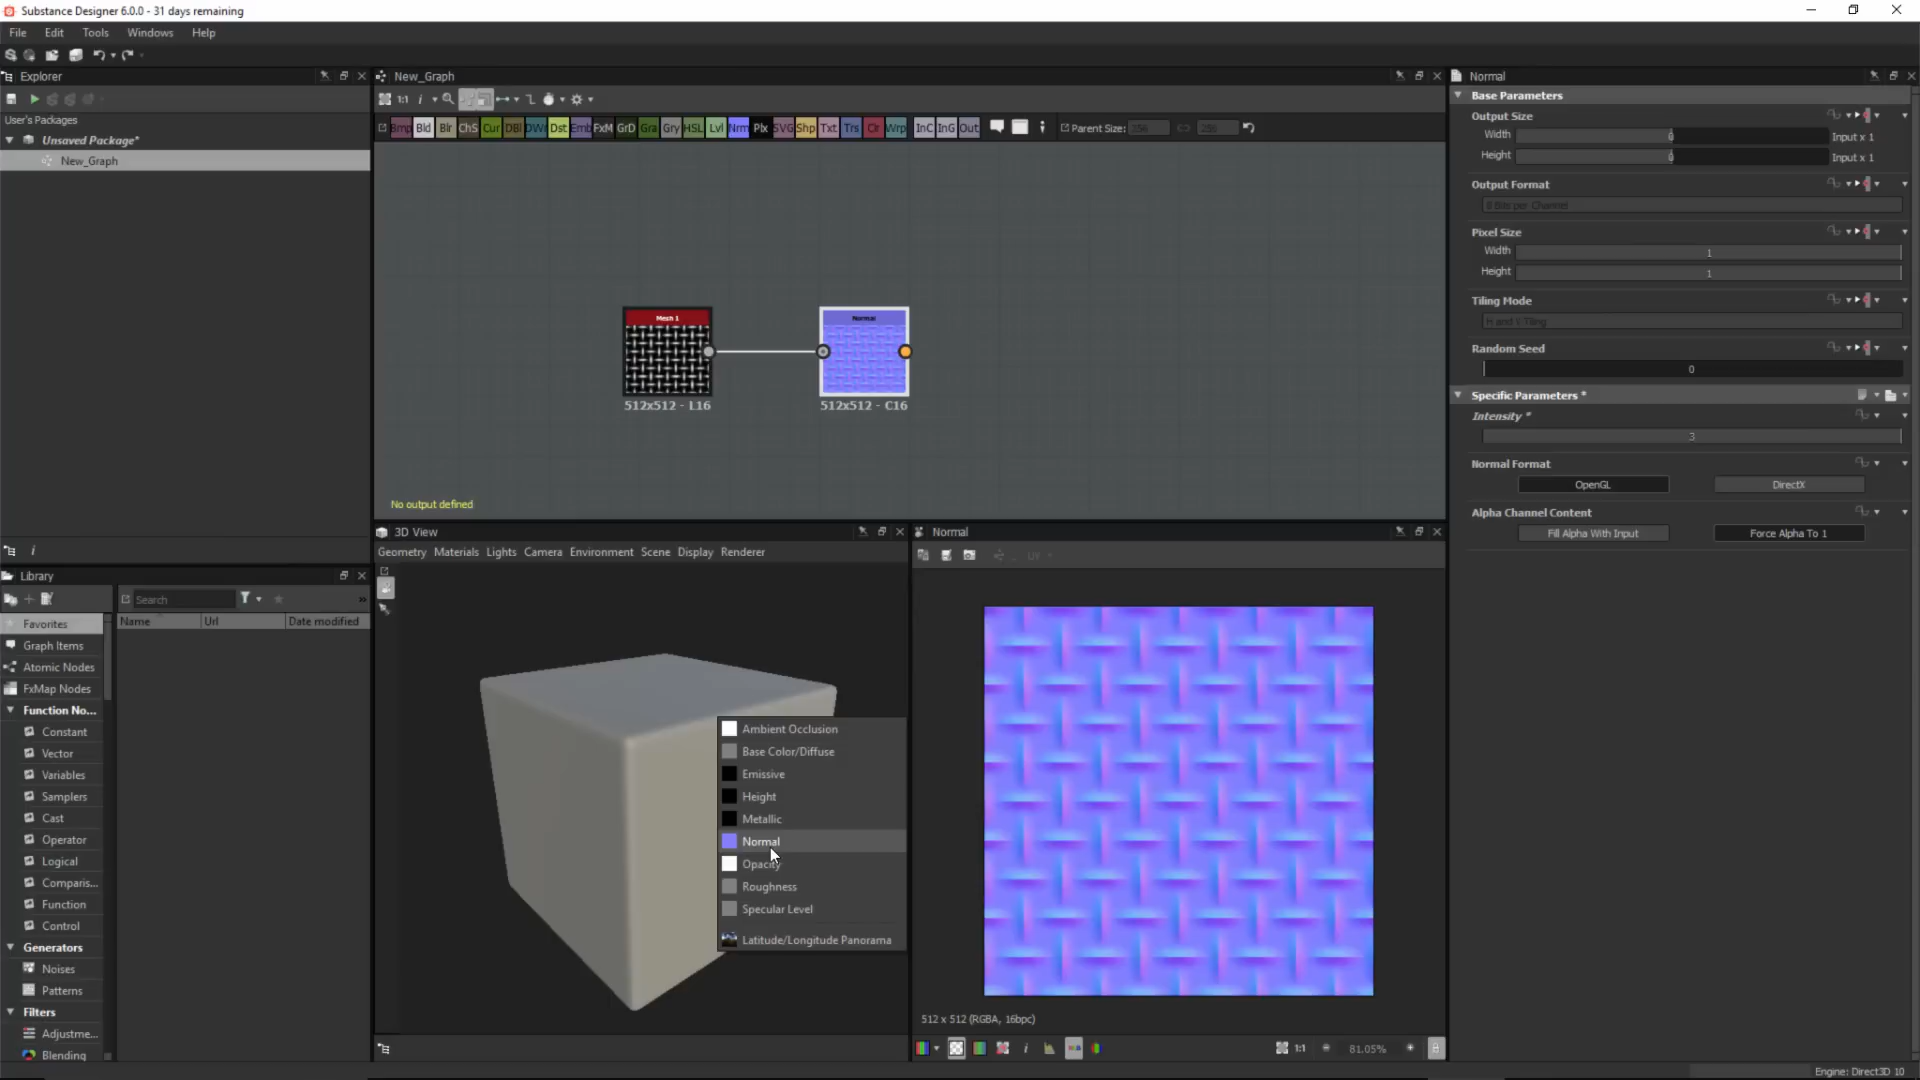 Substance Designer 6.0.0 - 31 days remaining
File Edit Tools Windows Help
Explorer
User's Packages
Unsaved Package*
New_Graph
New_Graph
1:1
Bmp Bld Blr ChS Cur DBl DWr Dst Emb FxM GrD Gra Gry HSL Lvl Nrm Plx SVG Shp Txt Trs Clr Wrp InC InG Out
Parent Size: 256 256
Mesh 1
512x512 - L16
Normal
512x512 - C16
No output defined
Library
Search
Name Url Date modified
Favorites
Graph Items
Atomic Nodes
FxMap Nodes
Function No...
Constant
Vector
Variables
Samplers
Cast
Operator
Logical
Comparis...
Function
Control
Generators
Noises
Patterns
Filters
Adjustme...
Blending
3D View
Geometry Materials Lights Camera Environment Scene Display Renderer
Ambient Occlusion
Base Color/Diffuse
Emissive
Height
Metallic
Normal
Opacity
Roughness
Specular Level
Latitude/Longitude Panorama
Normal
UV
512 x 512 (RGBA, 16bpc)
1:1
81.05%
Normal
Base Parameters
Output Size
Width 0 Input x 1
Height 0 Input x 1
Output Format
8 Bits per Channel
Pixel Size
Width 1
Height 1
Tiling Mode
H and V Tiling
Random Seed
0
Specific Parameters *
Intensity *
3
Normal Format
OpenGL DirectX
Alpha Channel Content
Fill Alpha With Input Force Alpha To 1
Engine: Direct3D 10